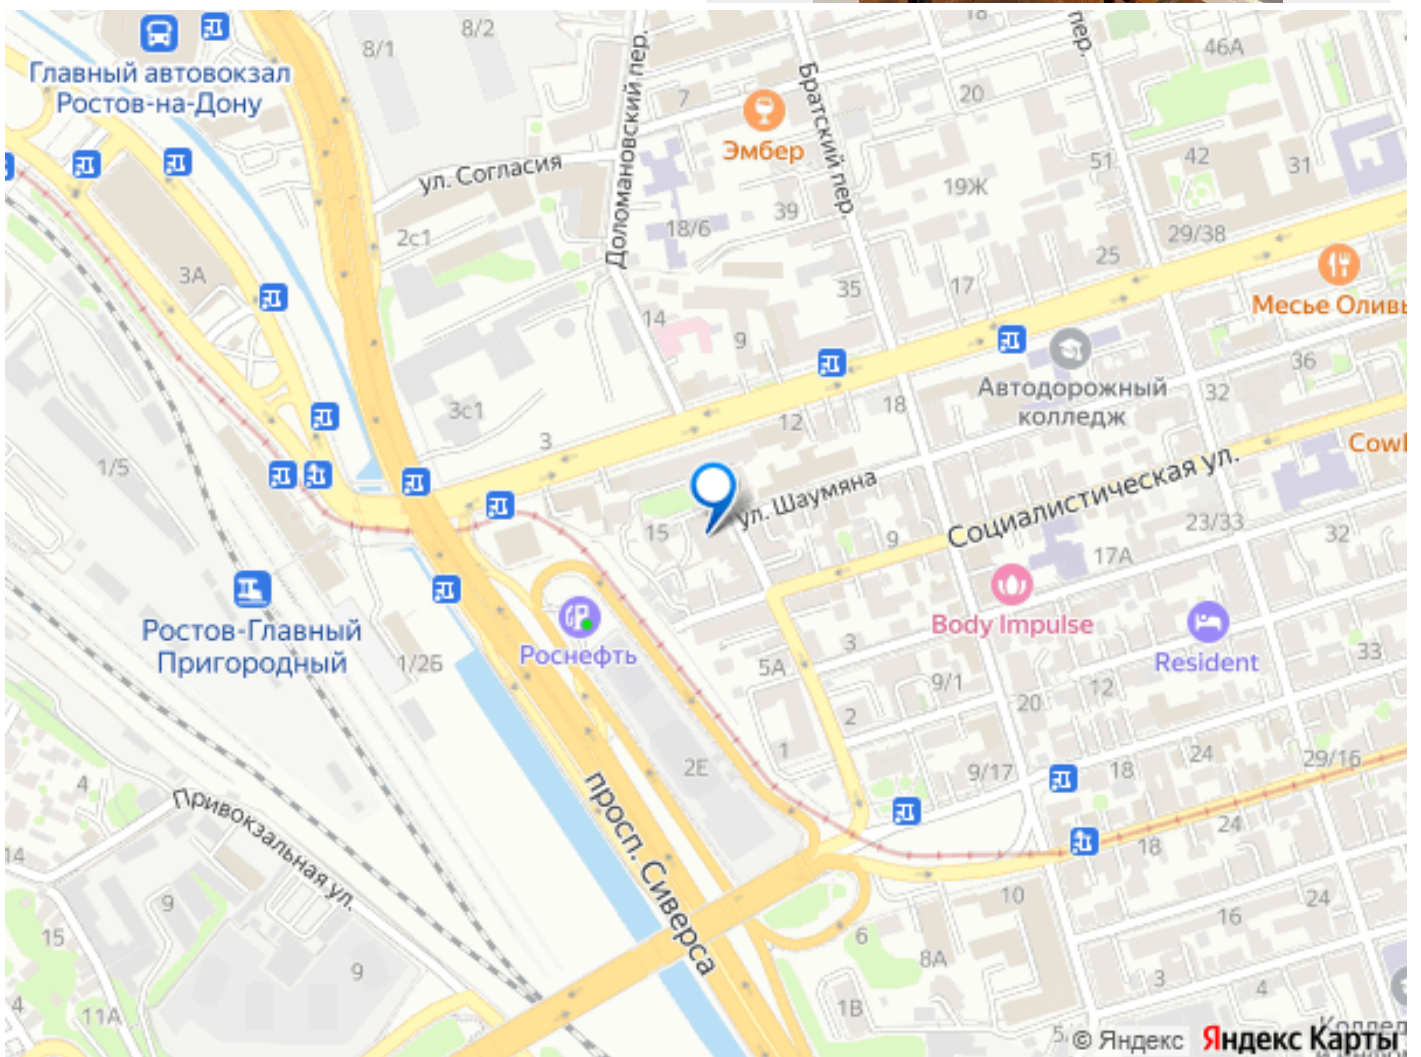 8/1
8/2
18
пер.
46А
Главный автовокзал
Ростов-на-Дону
Доломановский пер.
7
Эмбер
Братский пер.
20
ул. Согласия
51
42
31
19Ж
39
18/6
2с1
29/38
25
3А
35
17
Месье Оливь
14
9
36
Автодорожный
колледж
32
3с1
18
12
3
Cowl
1/5
ул. Шаумяна
Социалистическая ул.
15
9
23/33
32
17А
Ростов-Главный
Пригородный
Роснефть
Body Impulse
Resident
1/2Б
5А
3
33
9/1
12
20
2
1
2Е
9/17
18
24
29/16
4
просп. Сиверса
Привокзальная ул.
24
18
14
9
10
24
16
15
6
8А
9
3
4
1В
4
11А
5
© Яндекс Яндекс Карты